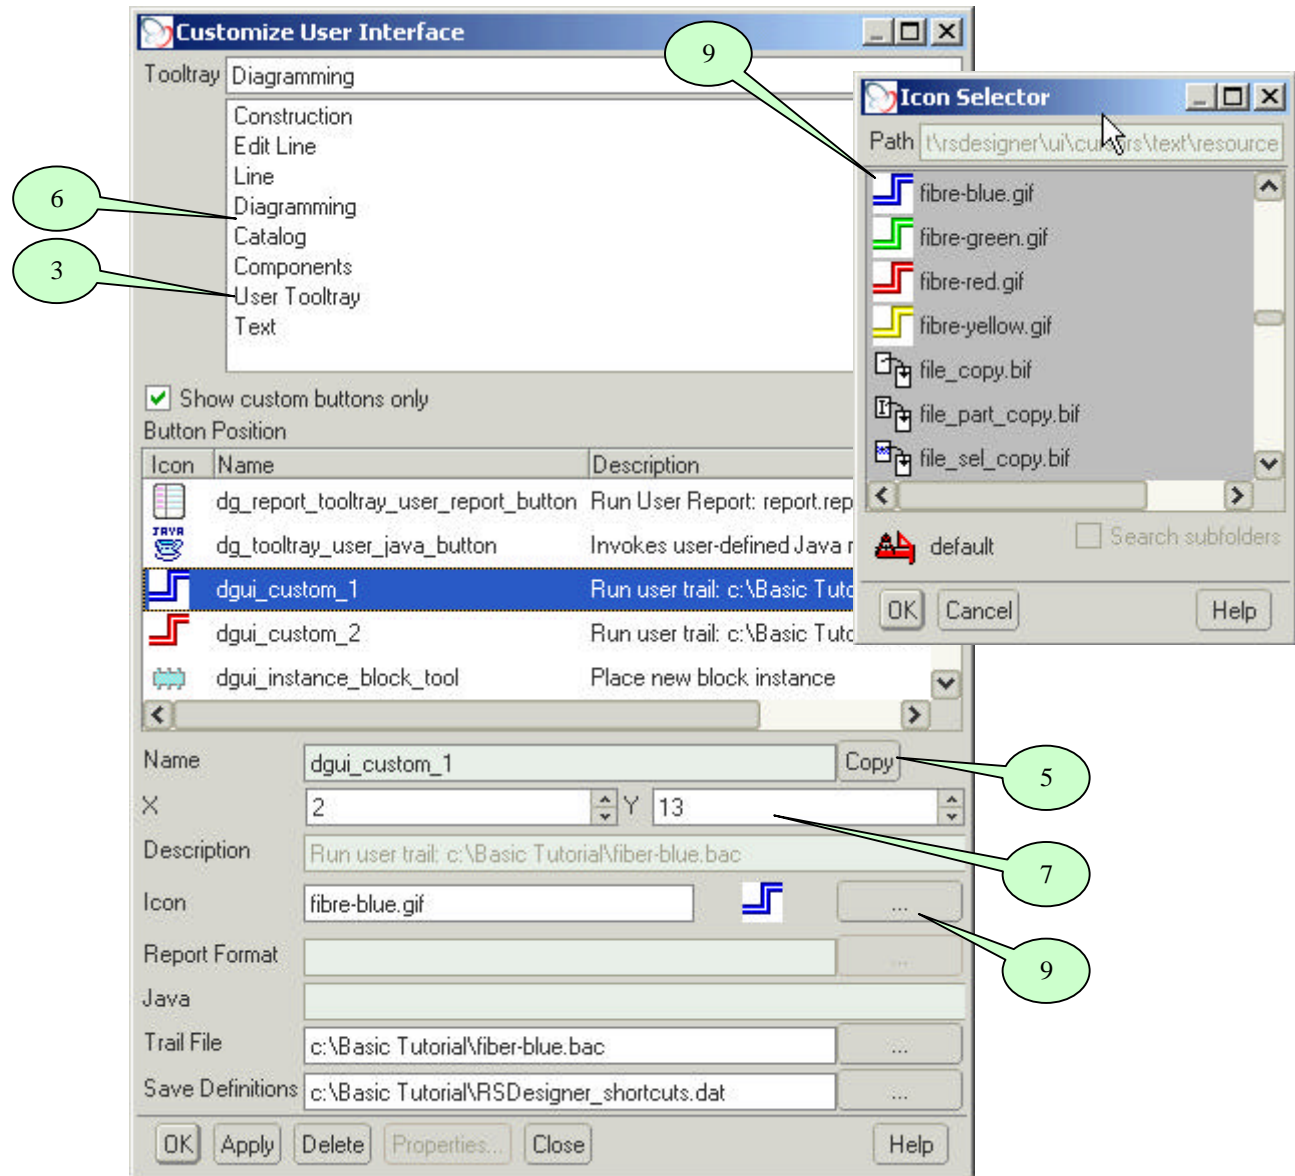 Customize User Interface
Tooltray Diagramming
Construction
Edit Line
Line
Diagramming
Catalog
Components
User Tooltray
Text
6
3
9
Show custom buttons only
Button Position
Icon Name Description
dg_report_tooltray_user_report_button Run User Report: report.rep
JAVA dg_tooltray_user_java_button Invokes user-defined Java r
dgui_custom_1 Run user trail: c:\Basic Tuto
dgui_custom_2 Run user trail: c:\Basic Tuto
dgui_instance_block_tool Place new block instance
Name dgui_custom_1 Copy
5
X 2 Y 13
7
Description Run user trail: c:\Basic Tutorial\fiber-blue.bac
Icon fibre-blue.gif ...
9
Report Format ...
Java
Trail File c:\Basic Tutorial\fiber-blue.bac ...
Save Definitions c:\Basic Tutorial\RSDesigner_shortcuts.dat ...
OK Apply Delete Properties... Close Help
Icon Selector
Path t\rsdesigner\ui\cursors\text\resource
fibre-blue.gif
fibre-green.gif
fibre-red.gif
fibre-yellow.gif
file_copy.bif
file_part_copy.bif
file_sel_copy.bif
default Search subfolders
OK Cancel Help